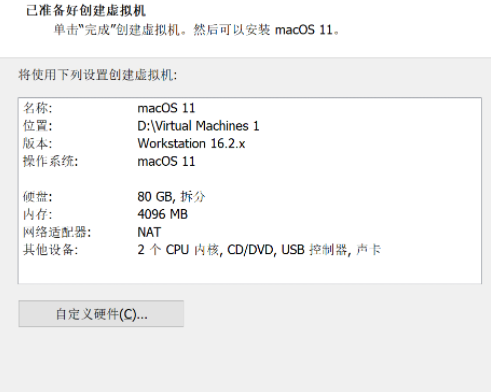 已准备好创建虚拟机
单击“完成”创建虚拟机。然后可以安装 macOS 11。
将使用下列设置创建虚拟机:
名称: macOS 11
位置: D:\Virtual Machines 1
版本: Workstation 16.2.x
操作系统: macOS 11
硬盘: 80 GB, 拆分
内存: 4096 MB
网络适配器: NAT
其他设备: 2 个 CPU 内核, CD/DVD, USB 控制器, 声卡
自定义硬件(C)...